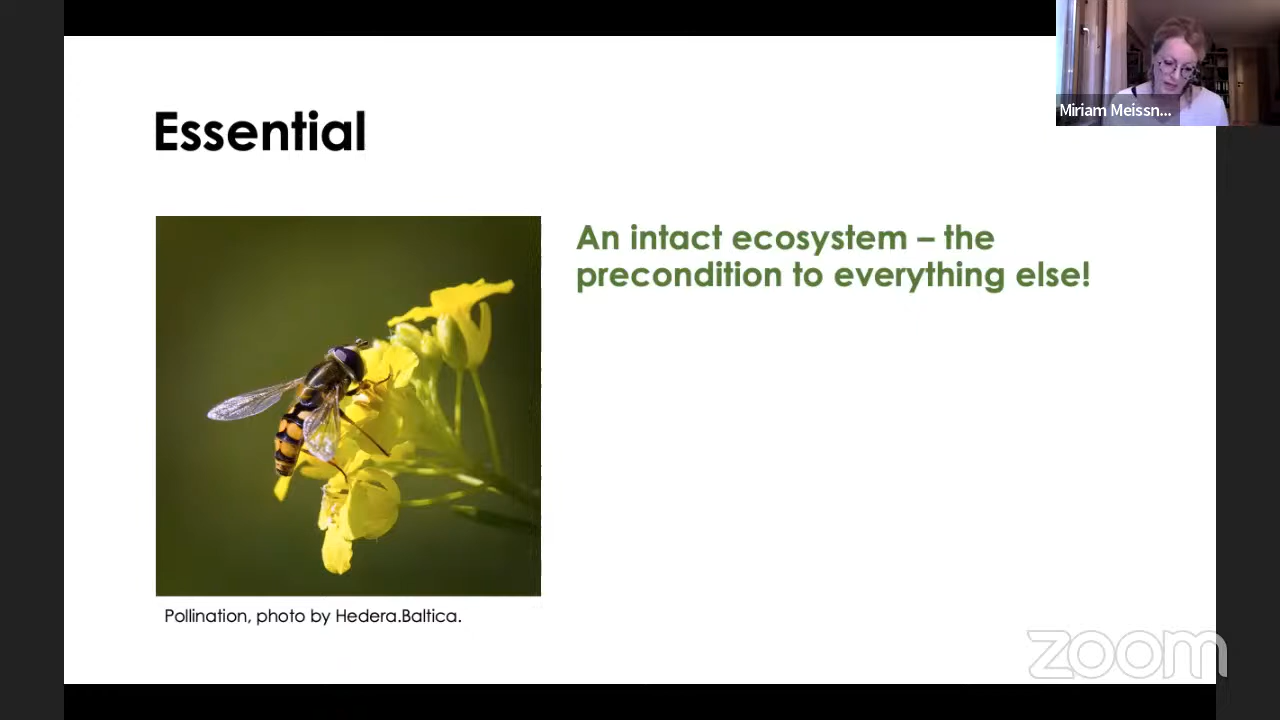 Essential
An intact ecosystem – the
precondition to everything else!
Pollination, photo by Hedera.Baltica.
Miriam Meissn...
zoom